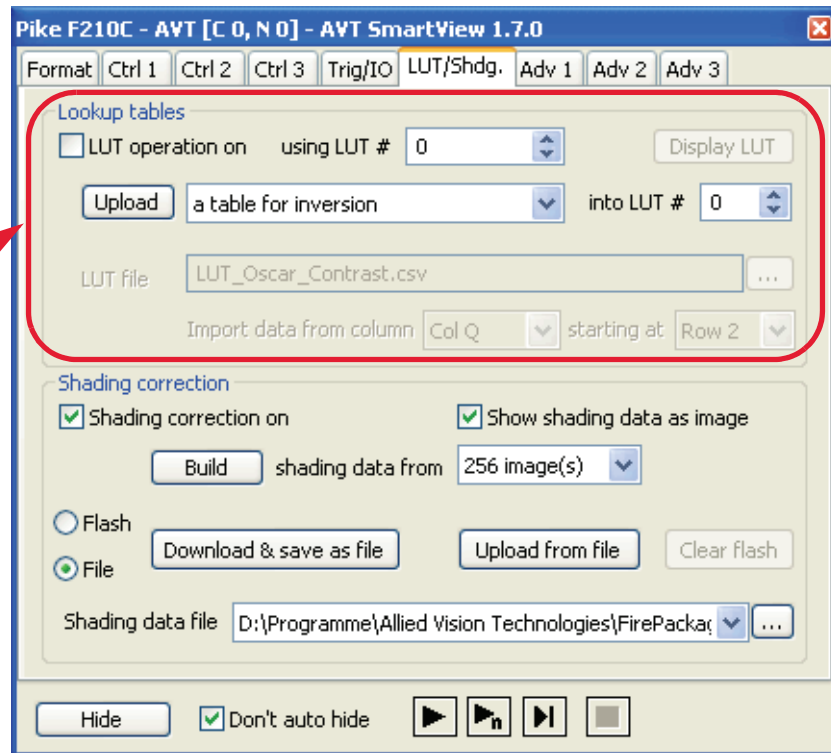 Pike F210C - AVT [C 0, N 0] - AVT SmartView 1.7.0
Format Ctrl 1 Ctrl 2 Ctrl 3 Trig/IO LUT/Shdg. Adv 1 Adv 2 Adv 3
Lookup tables
LUT operation on using LUT # 0 Display LUT
Upload a table for inversion into LUT # 0
LUT file LUT_Oscar_Contrast.csv ...
Import data from column Col Q starting at Row 2
Shading correction
Shading correction on Show shading data as image
Build shading data from 256 image(s)
Flash
Download & save as file Upload from file Clear flash
File
Shading data file D:\Programme\Allied Vision Technologies\FirePackag ...
Hide Don't auto hide n